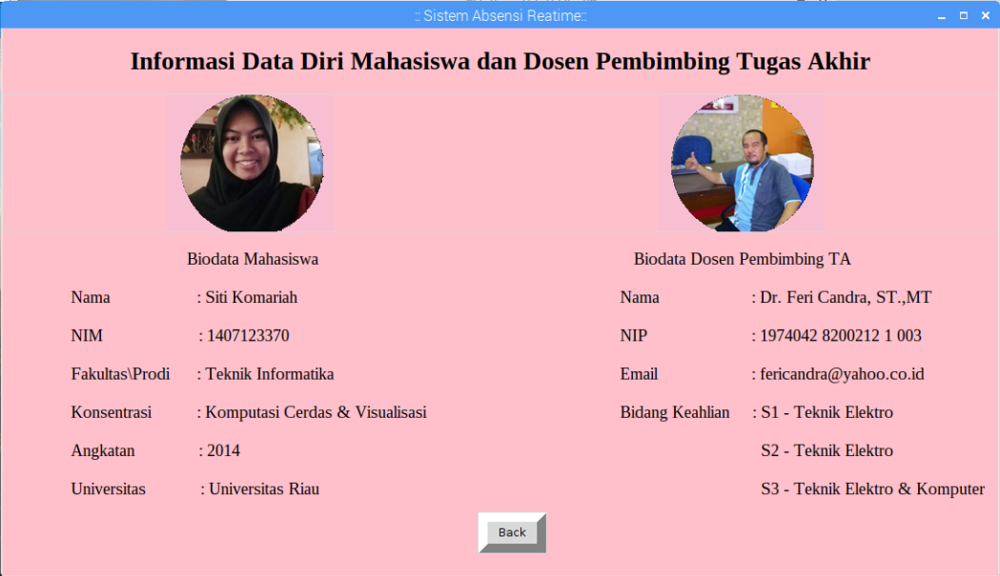 :: Sistem Absensi Reatime::
Informasi Data Diri Mahasiswa dan Dosen Pembimbing Tugas Akhir
Biodata Mahasiswa
Nama : Siti Komariah
NIM : 1407123370
Fakultas\Prodi : Teknik Informatika
Konsentrasi : Komputasi Cerdas & Visualisasi
Angkatan : 2014
Universitas : Universitas Riau
Biodata Dosen Pembimbing TA
Nama : Dr. Feri Candra, ST.,MT
NIP : 1974042 8200212 1 003
Email : fericandra@yahoo.co.id
Bidang Keahlian : S1 - Teknik Elektro
S2 - Teknik Elektro
S3 - Teknik Elektro & Komputer
Back